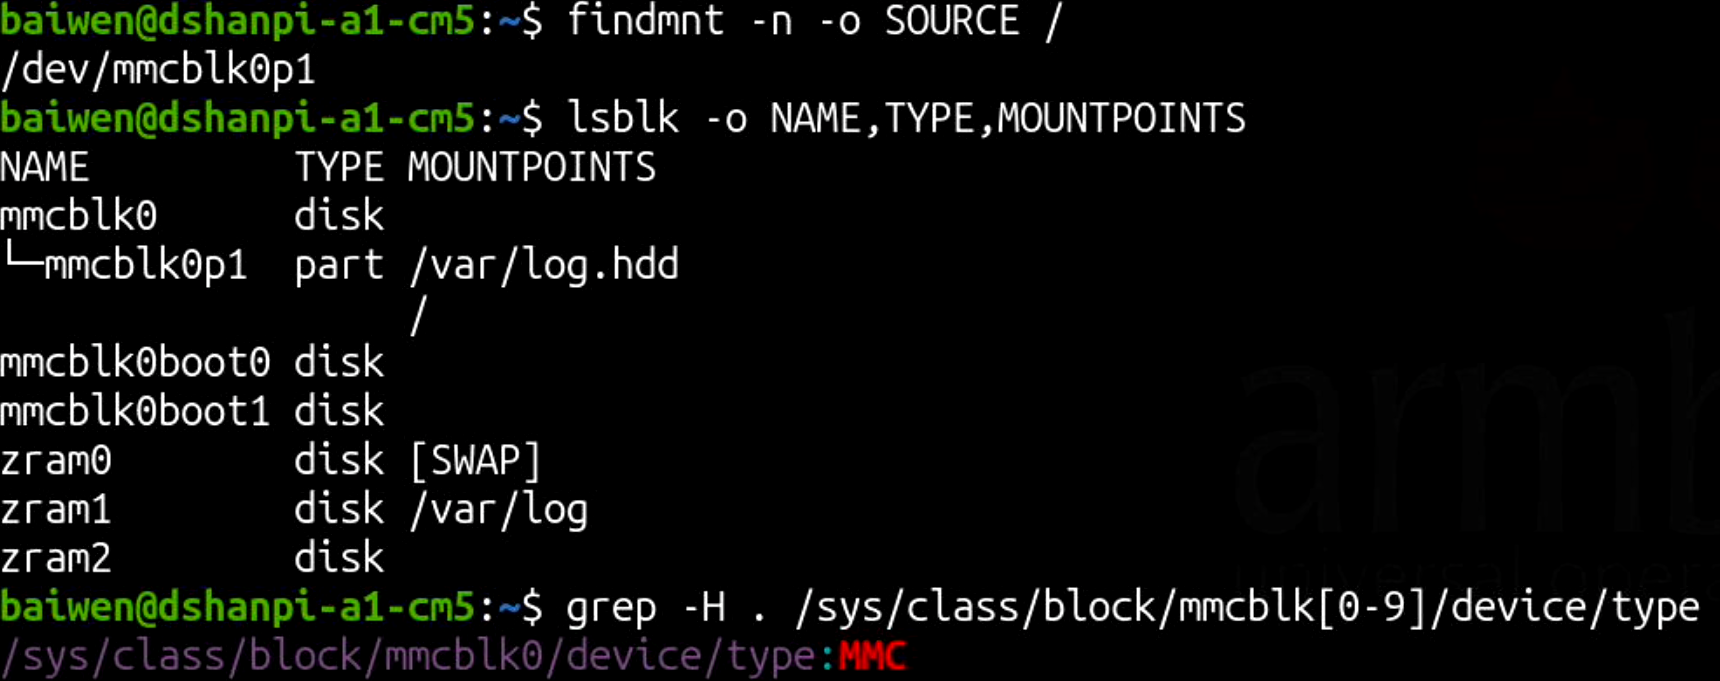 baiwen@dshanpi-a1-cm5:~$ findmnt -n -o SOURCE /
/dev/mmcblk0p1
baiwen@dshanpi-a1-cm5:~$ lsblk -o NAME,TYPE,MOUNTPOINTS
NAME         TYPE MOUNTPOINTS
mmcblk0      disk
└─mmcblk0p1  part /var/log.hdd
                  /
mmcblk0boot0 disk
mmcblk0boot1 disk
zram0        disk [SWAP]
zram1        disk /var/log
zram2        disk
baiwen@dshanpi-a1-cm5:~$ grep -H . /sys/class/block/mmcblk[0-9]/device/type
/sys/class/block/mmcblk0/device/type:MMC